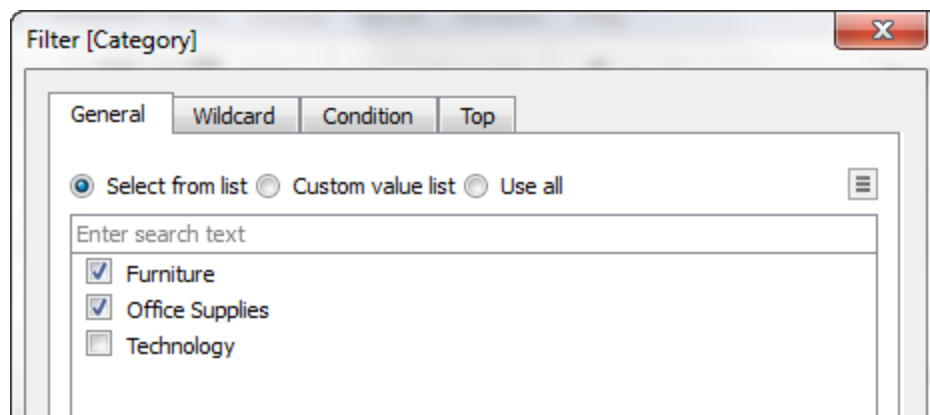 Filter [Category]
General Wildcard Condition Top
Select from list Custom value list Use all
Enter search text
Furniture
Office Supplies
Technology